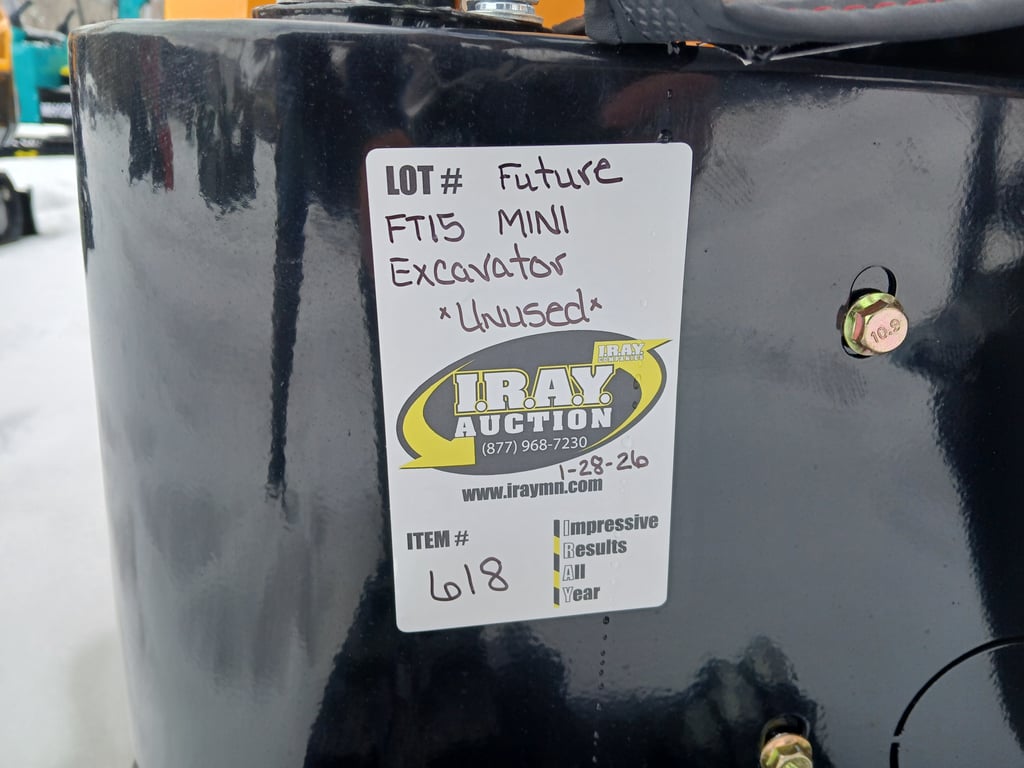 LOT # Future
FT15 MINI
Excavator
*Unused*
I.R.A.Y.
COMPANIES
I.R.A.Y.
AUCTION
(877) 968-7230
1-28-26
www.iraymn.com
ITEM #
618
Impressive
Results
All
Year
10.9